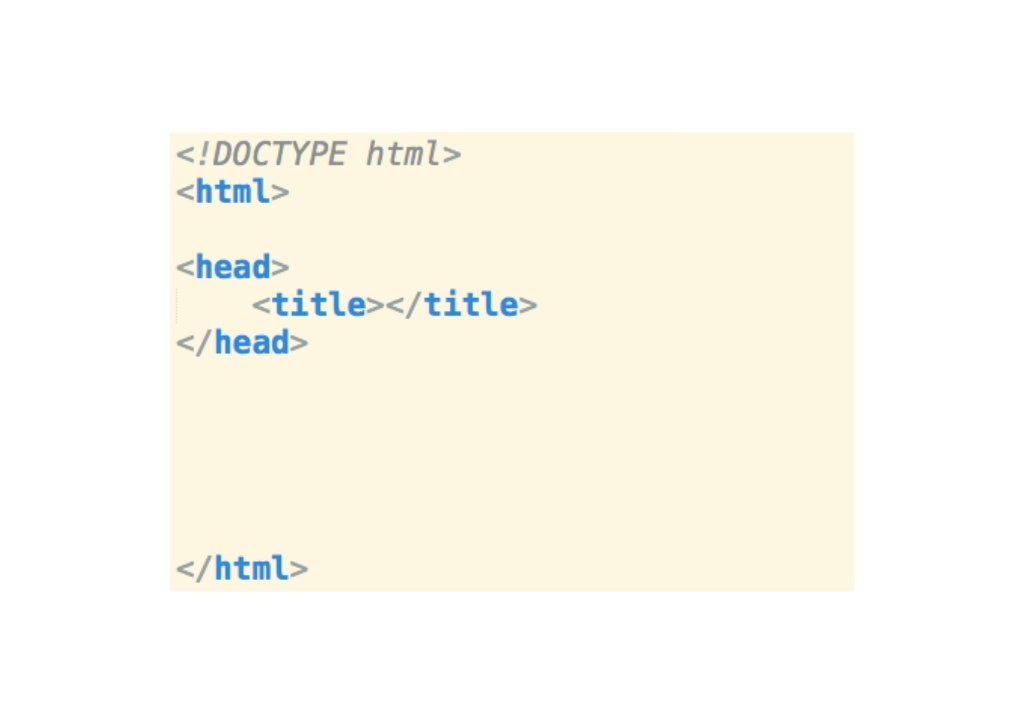 <!DOCTYPE html>
<html>
<head>
<title></title>
</head>
</html>